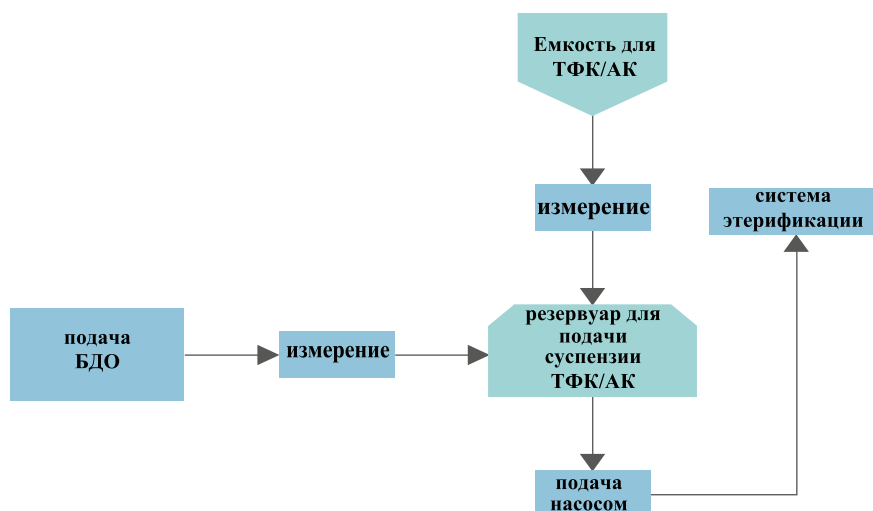 Емкость для
ТФК/АК
измерение
система
этерификации
подача
БДО
измерение
резервуар для
подачи
суспензии
ТФК/АК
подача
насосом